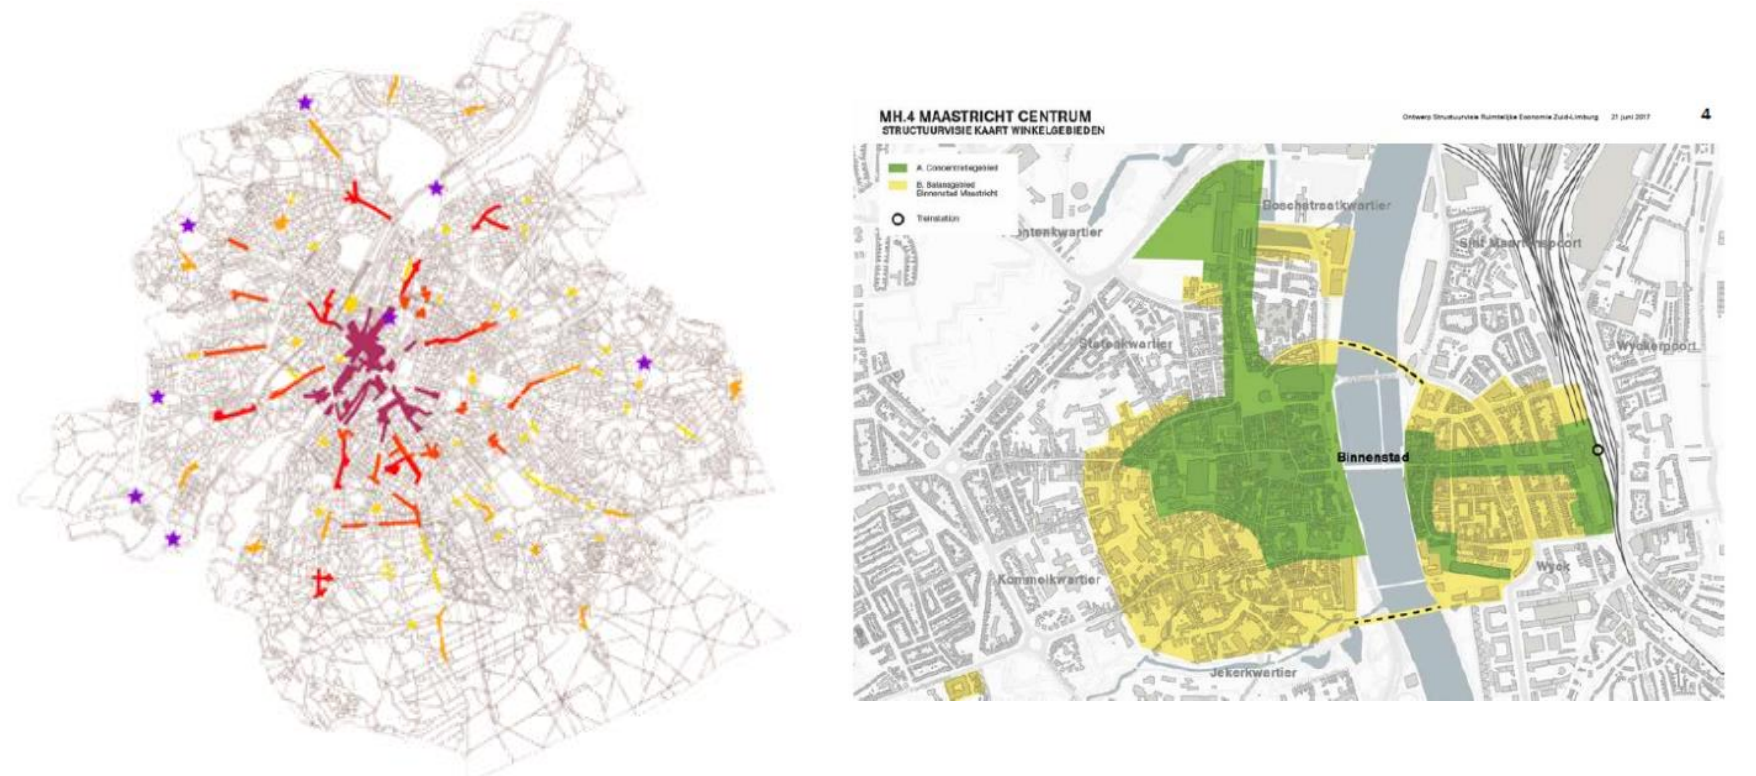 MH.4 MAASTRICHT CENTRUM
STRUCTUURVISIE KAART WINKELGEBIEDEN
Ontwerp Structuurvisie Ruimtelijke Economie Zuid-Limburg 21 juni 2017
4
A. Concentratiegebied
B. Balansgebied
Binnenstad Maastricht
Treinstation
Boschstraatkwartier
Sint Maartenspoort
Statenkwartier
Wyckerpoort
Binnenstad
Kommelkwartier
Wyck
Jekerkwartier